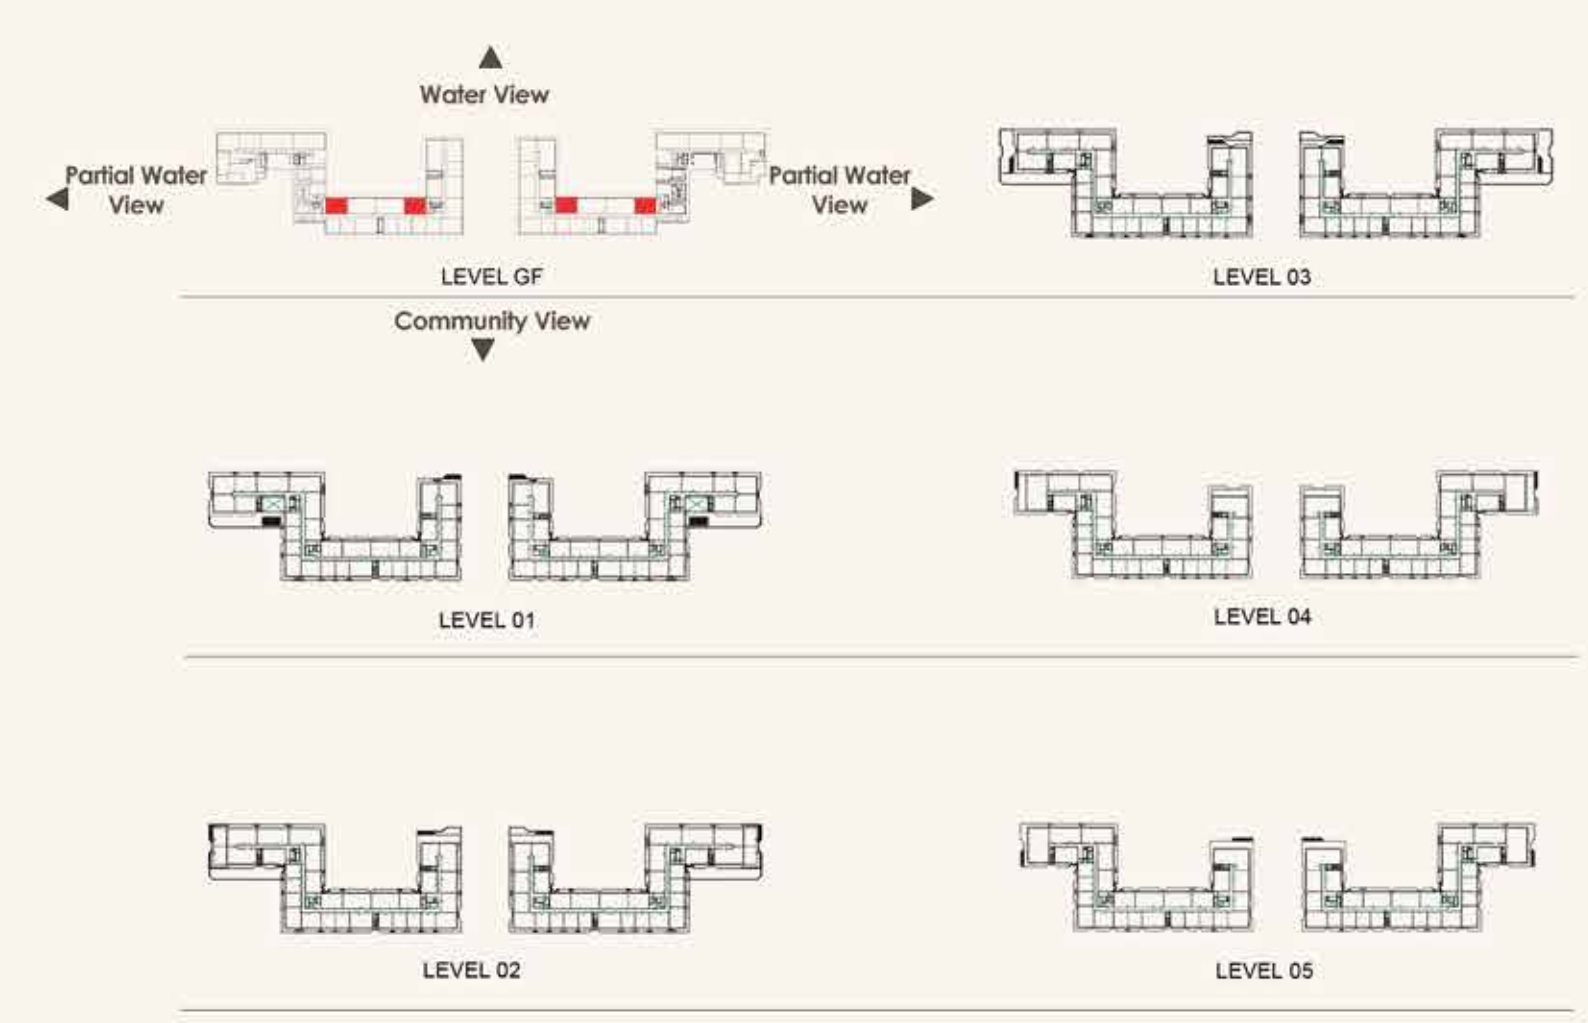 Water View
Partial Water
View
Partial Water
View
LEVEL GF
LEVEL 03
Community View
LEVEL 01
LEVEL 04
LEVEL 02
LEVEL 05